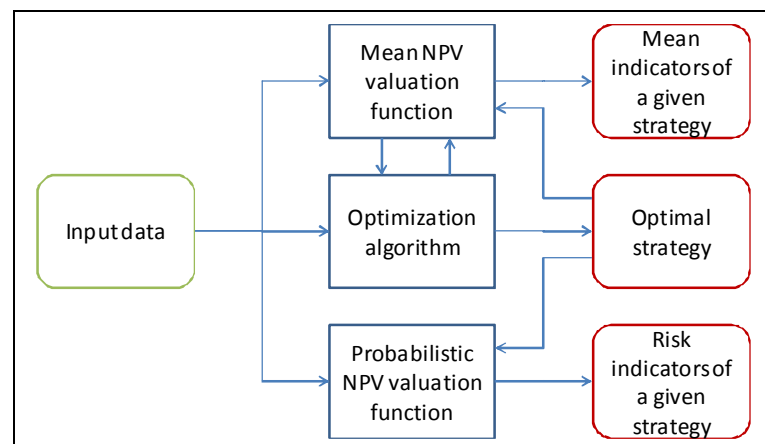 Mean NPV
valuation
function
Mean
indicators of
a given
strategy
Input data
Optimization
algorithm
Optimal
strategy
Probabilistic
NPV valuation
function
Risk
indicators of
a given
strategy